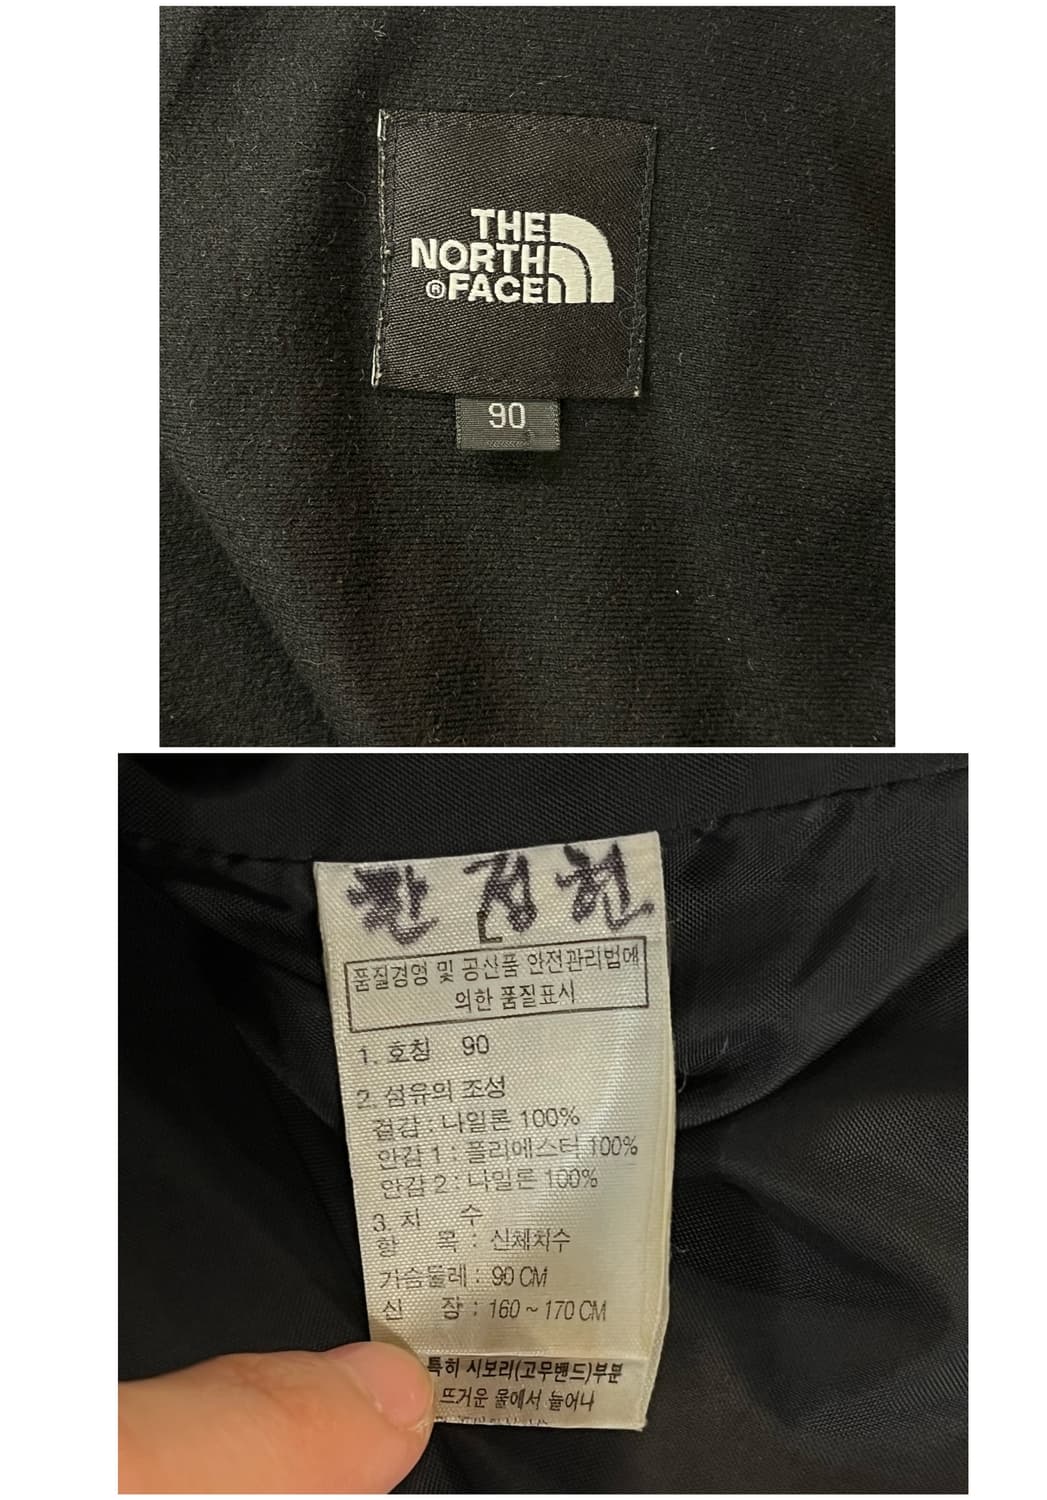 THE
NORTH
®FACE
90
정현
품질경영 및 공산품 안전관리법에
의한 품질표시
1. 호칭 90
2. 섬유의 조성
겉감 : 나일론 100%
안감 1 : 폴리에스터 100%
안감 2 : 나일론 100%
3. 치 수
항 목 : 신체치수
가슴둘레 : 90 CM
신 장 : 160 ~ 170 CM
특히 시보리(고무밴드)부분
뜨거운 물에서 늘어나